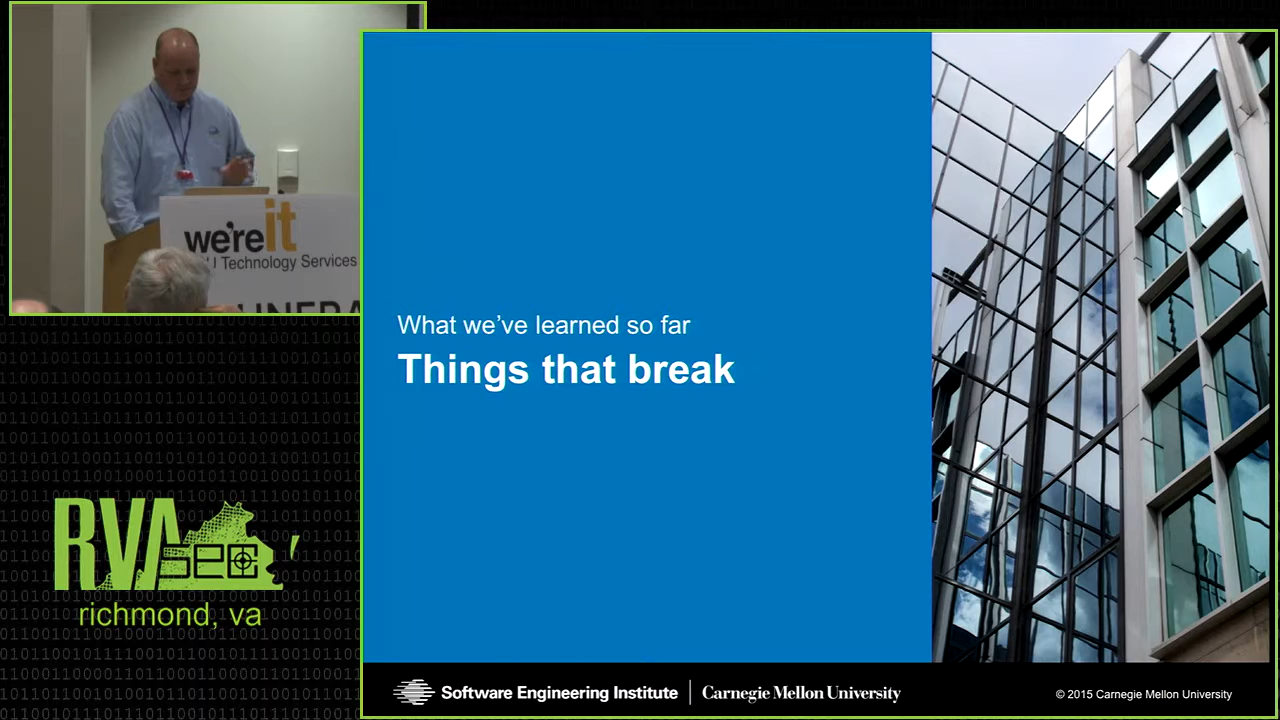 we're it
U Technology Services
What we've learned so far
Things that break
RVA
sec
richmond, va
Software Engineering Institute
Carnegie Mellon University
© 2015 Carnegie Mellon University